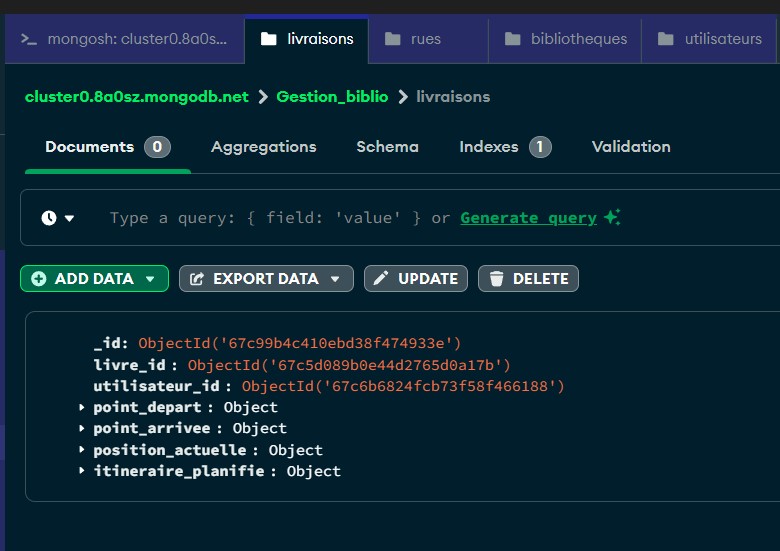 mongosh: cluster0.8a0s... livraisons rues bibliotheques utilisateurs
cluster0.8a0sz.mongodb.net > Gestion_biblio > livraisons
Documents 0 Aggregations Schema Indexes 1 Validation
Type a query: { field: 'value' } or Generate query
ADD DATA EXPORT DATA UPDATE DELETE
_id: ObjectId('67c99b4c410ebd38f474933e')
livre_id : ObjectId('67c5d089b0e44d2765d0a17b')
utilisateur_id : ObjectId('67c6b6824fcb73f58f466188')
point_depart : Object
point_arrivee : Object
position_actuelle : Object
itineraire_planifie : Object